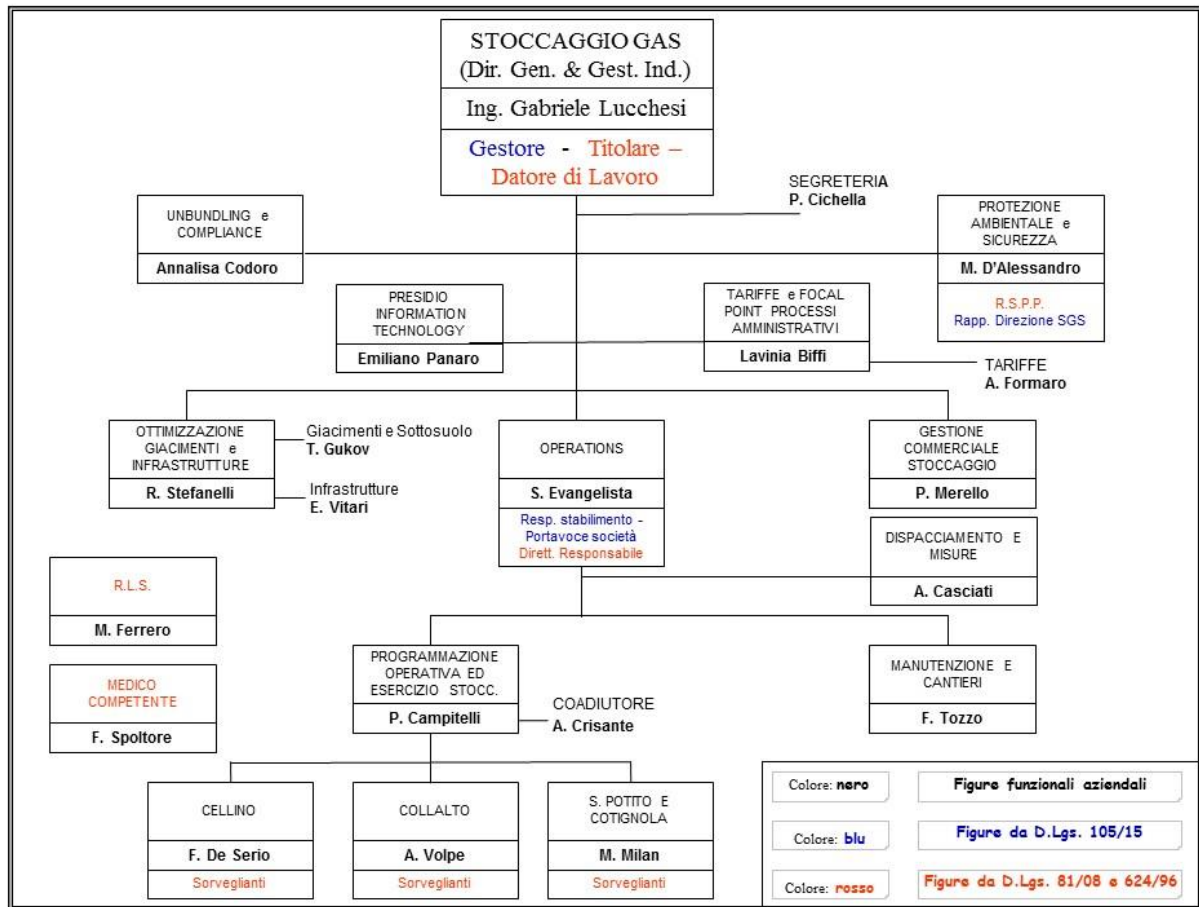 STOCCAGGIO GAS
(Dir. Gen. & Gest. Ind.)
Ing. Gabriele Lucchesi
Gestore - Titolare –
Datore di Lavoro
SEGRETERIA
P. Cichella
UNBUNDLING e
COMPLIANCE
Annalisa Codoro
PROTEZIONE
AMBIENTALE e
SICUREZZA
M. D'Alessandro
R.S.P.P.
Rapp. Direzione SGS
PRESIDIO
INFORMATION
TECHNOLOGY
Emiliano Panaro
TARIFFE e FOCAL
POINT PROCESSI
AMMINISTRATIVI
Lavinia Biffi
TARIFFE
A. Formaro
OTTIMIZZAZIONE
GIACIMENTI e
INFRASTRUTTURE
R. Stefanelli
Giacimenti e Sottosuolo
T. Gukov
Infrastrutture
E. Vitari
OPERATIONS
S. Evangelista
Resp. stabilimento -
Portavoce società
Dirett. Responsabile
GESTIONE
COMMERCIALE
STOCCAGGIO
P. Merello
DISPACCIAMENTO E
MISURE
A. Casciati
R.L.S.
M. Ferrero
MEDICO
COMPETENTE
F. Spoltore
PROGRAMMAZIONE
OPERATIVA ED
ESERCIZIO STOCC.
P. Campitelli
COADIUTORE
A. Crisante
MANUTENZIONE E
CANTIERI
F. Tozzo
CELLINO
F. De Serio
Sorveglianti
COLLALTO
A. Volpe
Sorveglianti
S. POTITO E
COTIGNOLA
M. Milan
Sorveglianti
Colore: nero
Figure funzionali aziendali
Colore: blu
Figure da D.Lgs. 105/15
Colore: rosso
Figure da D.Lgs. 81/08 e 624/96